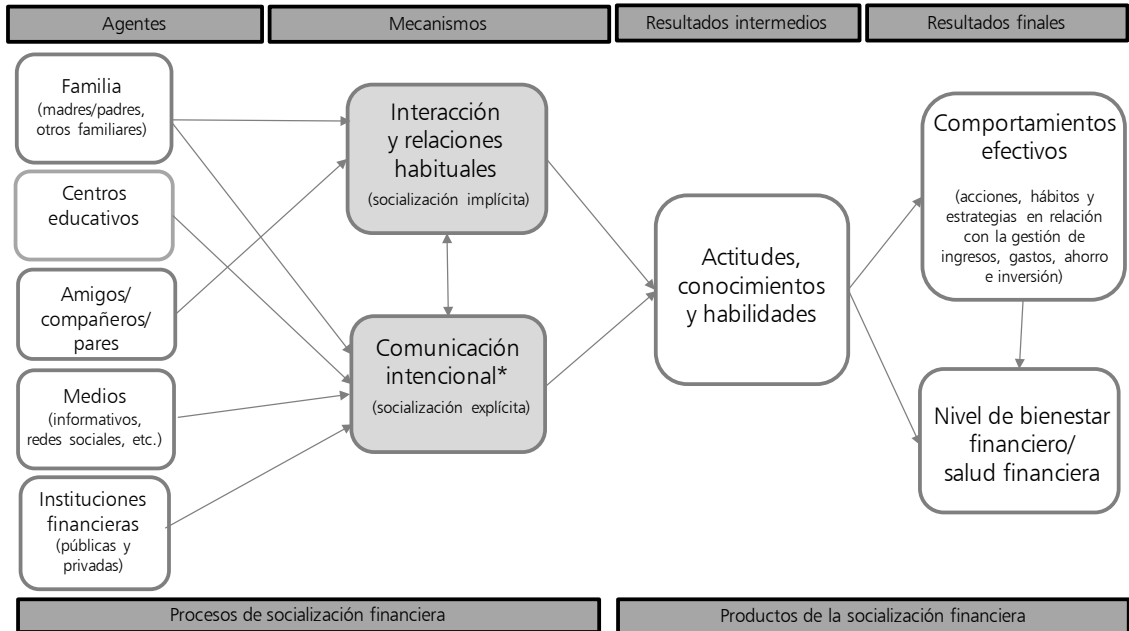 Agentes
Mecanismos
Resultados intermedios
Resultados finales
Familia
(madres/padres,
otros familiares)
Centros
educativos
Amigos/
compañeros/
pares
Medios
(informativos,
redes sociales, etc.)
Instituciones
financieras
(públicas y
privadas)
Interacción
y relaciones
habituales
(socialización implícita)
Comunicación
intencional*
(socialización explícita)
Actitudes,
conocimientos
y habilidades
Comportamientos
efectivos
(acciones, hábitos y
estrategias en relación
con la gestión de
ingresos, gastos, ahorro
e inversión)
Nivel de bienestar
financiero/
salud financiera
Procesos de socialización financiera
Productos de la socialización financiera